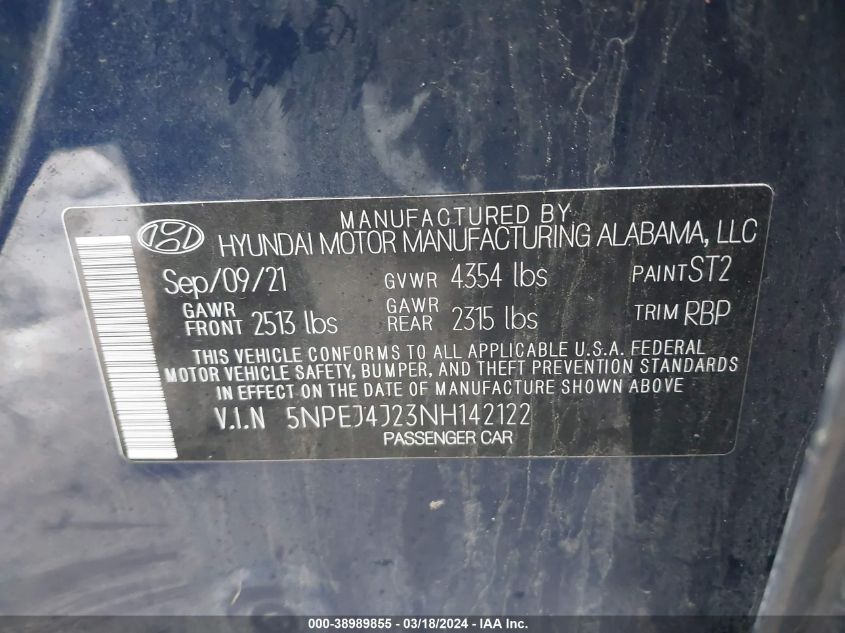 MANUFACTURED BY
HYUNDAI MOTOR MANUFACTURING ALABAMA, LLC
Sep/09/21 GVWR 4354 lbs PAINT ST2
GAWR FRONT 2513 lbs GAWR REAR 2315 lbs TRIM RBP
THIS VEHICLE CONFORMS TO ALL APPLICABLE U.S.A. FEDERAL
MOTOR VEHICLE SAFETY, BUMPER, AND THEFT PREVENTION STANDARDS
IN EFFECT ON THE DATE OF MANUFACTURE SHOWN ABOVE
V.I.N 5NPEJ4J23NH142122
PASSENGER CAR
000-38989855 - 03/18/2024 - IAA Inc.